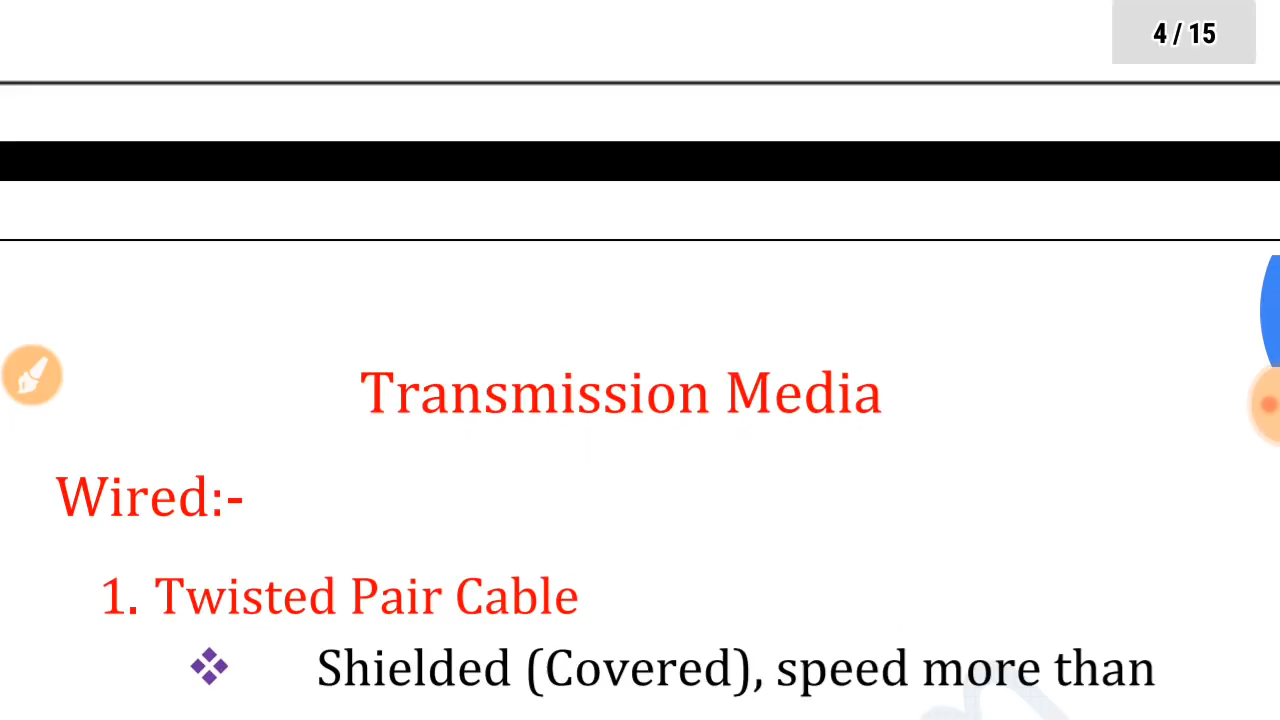 4 / 15
Transmission Media
Wired:-
1. Twisted Pair Cable
❖ Shielded (Covered), speed more than